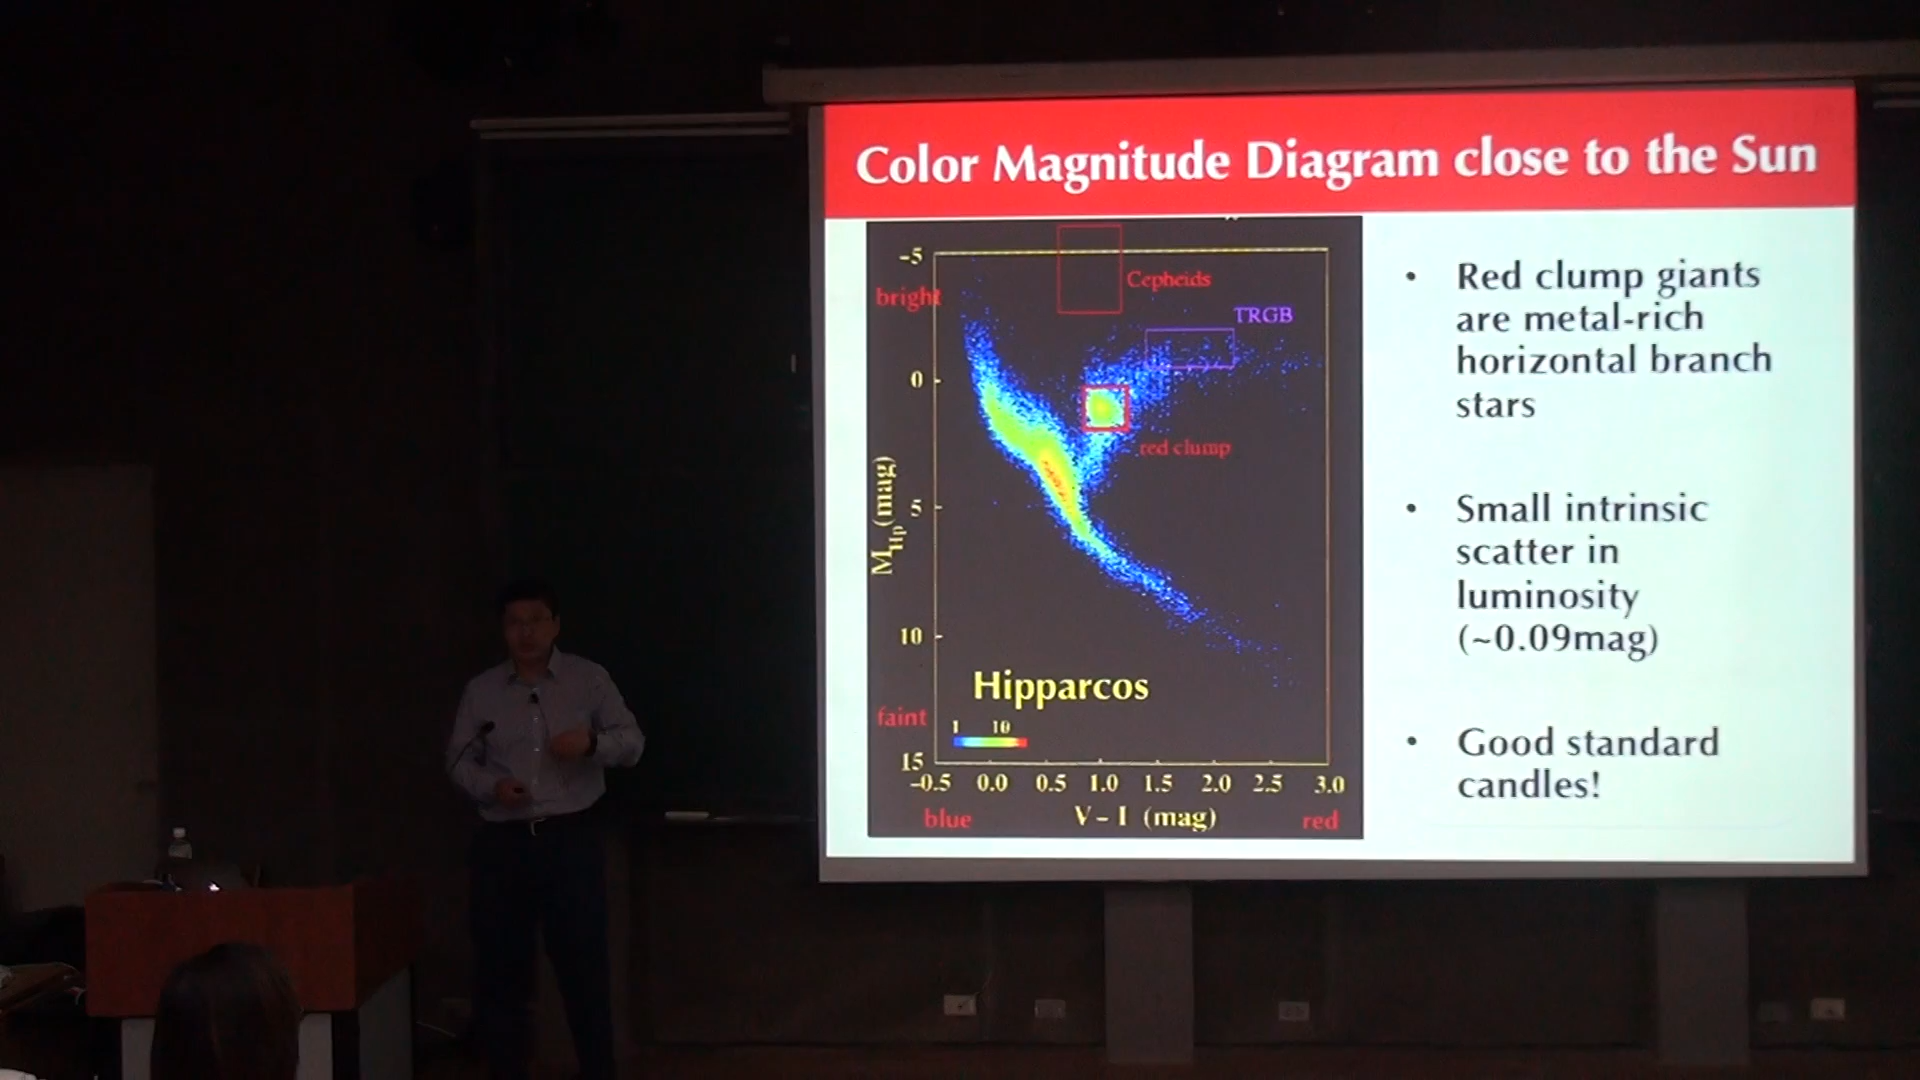 Color Magnitude Diagram close to the Sun
-5
bright
Cepheids
TRGB
0
red clump
M_Hp (mag)
5
10
Hipparcos
faint
1 10
15
-0.5 0.0 0.5 1.0 1.5 2.0 2.5 3.0
blue V - I (mag) red
• Red clump giants
are metal-rich
horizontal branch
stars
• Small intrinsic
scatter in
luminosity
(~0.09mag)
• Good standard
candles!